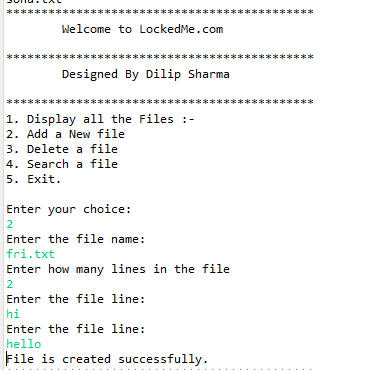 sonu.txt
********************************************
Welcome to LockedMe.com
********************************************
Designed By Dilip Sharma
********************************************
1. Display all the Files :-
2. Add a New file
3. Delete a file
4. Search a file
5. Exit.
Enter your choice:
2
Enter the file name:
fri.txt
Enter how many lines in the file
2
Enter the file line:
hi
Enter the file line:
hello
File is created successfully.